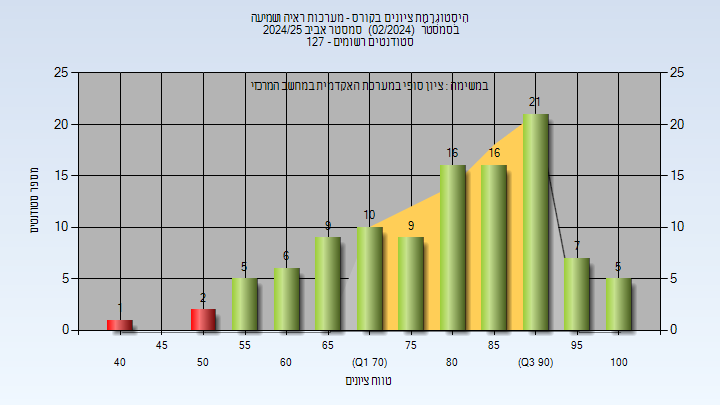 היסטוגרמת ציונים בקורס - מערכות ראיה ושמיעה
בסמסטר (02/2024) סמסטר אביב 2024/25
סטודנטים רשומים - 127
במשימה : ציון סופי במערכת האקדמית במחשב המרכזי
מספר סטודנטים
25 25
20 20
15 15
10 10
5 5
0 0
1 2 5 6 9 10 9 16 16 21 7 5
45 55 65 75 85 95
40 50 60 (Q1 70) 80 (Q3 90) 100
טווח ציונים